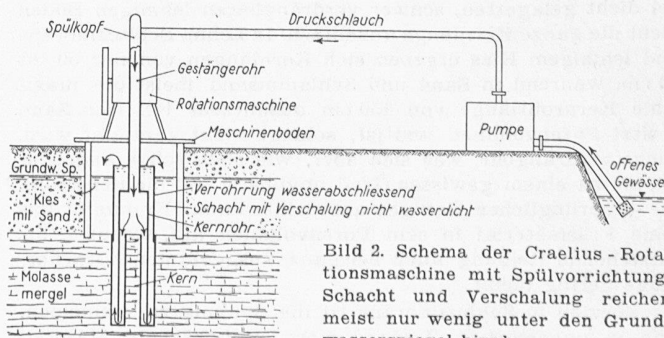 Spülkopf
Druckschlauch
Gestängerohr
Rotationsmaschine
Maschinenboden
Pumpe
offenes
Gewässer
Grundw. Sp.
Kies
mit Sand
Verrohrrung wasserabschliessend
Schacht mit Verschalung nicht wasserdicht
Kernrohr
Molasse
mergel
Kern
Bild 2. Schema der Craelius-Rota
tionsmaschine mit Spülvorrichtung
Schacht und Verschalung reichen
meist nur wenig unter den Grund